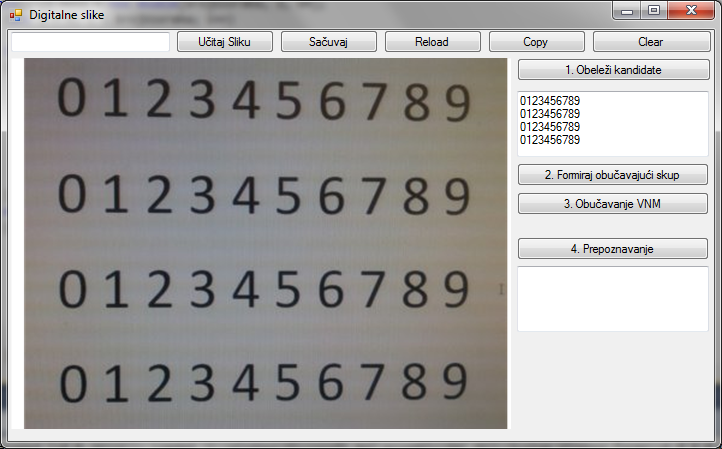 Digitalne slike
Učitaj Sliku
Sačuvaj
Reload
Copy
Clear
0 1 2 3 4 5 6 7 8 9
0 1 2 3 4 5 6 7 8 9
0 1 2 3 4 5 6 7 8 9
0 1 2 3 4 5 6 7 8 9
1. Obeleži kandidate
0123456789
0123456789
0123456789
0123456789
2. Formiraj obučavajući skup
3. Obučavanje VNM
4. Prepoznavanje